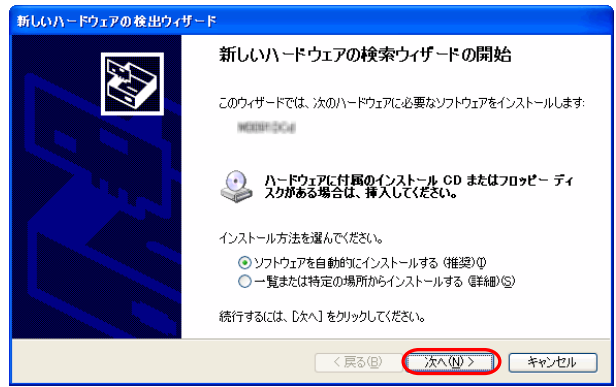 新しいハードウェアの検出ウィザード
新しいハードウェアの検索ウィザードの開始
このウィザードでは、次のハードウェアに必要なソフトウェアをインストールします:
ハードウェアに付属のインストール CD またはフロッピー ディ
スクがある場合は、挿入してください。
インストール方法を選んでください。
ソフトウェアを自動的にインストールする (推奨)(I)
一覧または特定の場所からインストールする (詳細)(S)
続行するには、[次へ] をクリックしてください。
< 戻る(B)
次へ(N) >
キャンセル